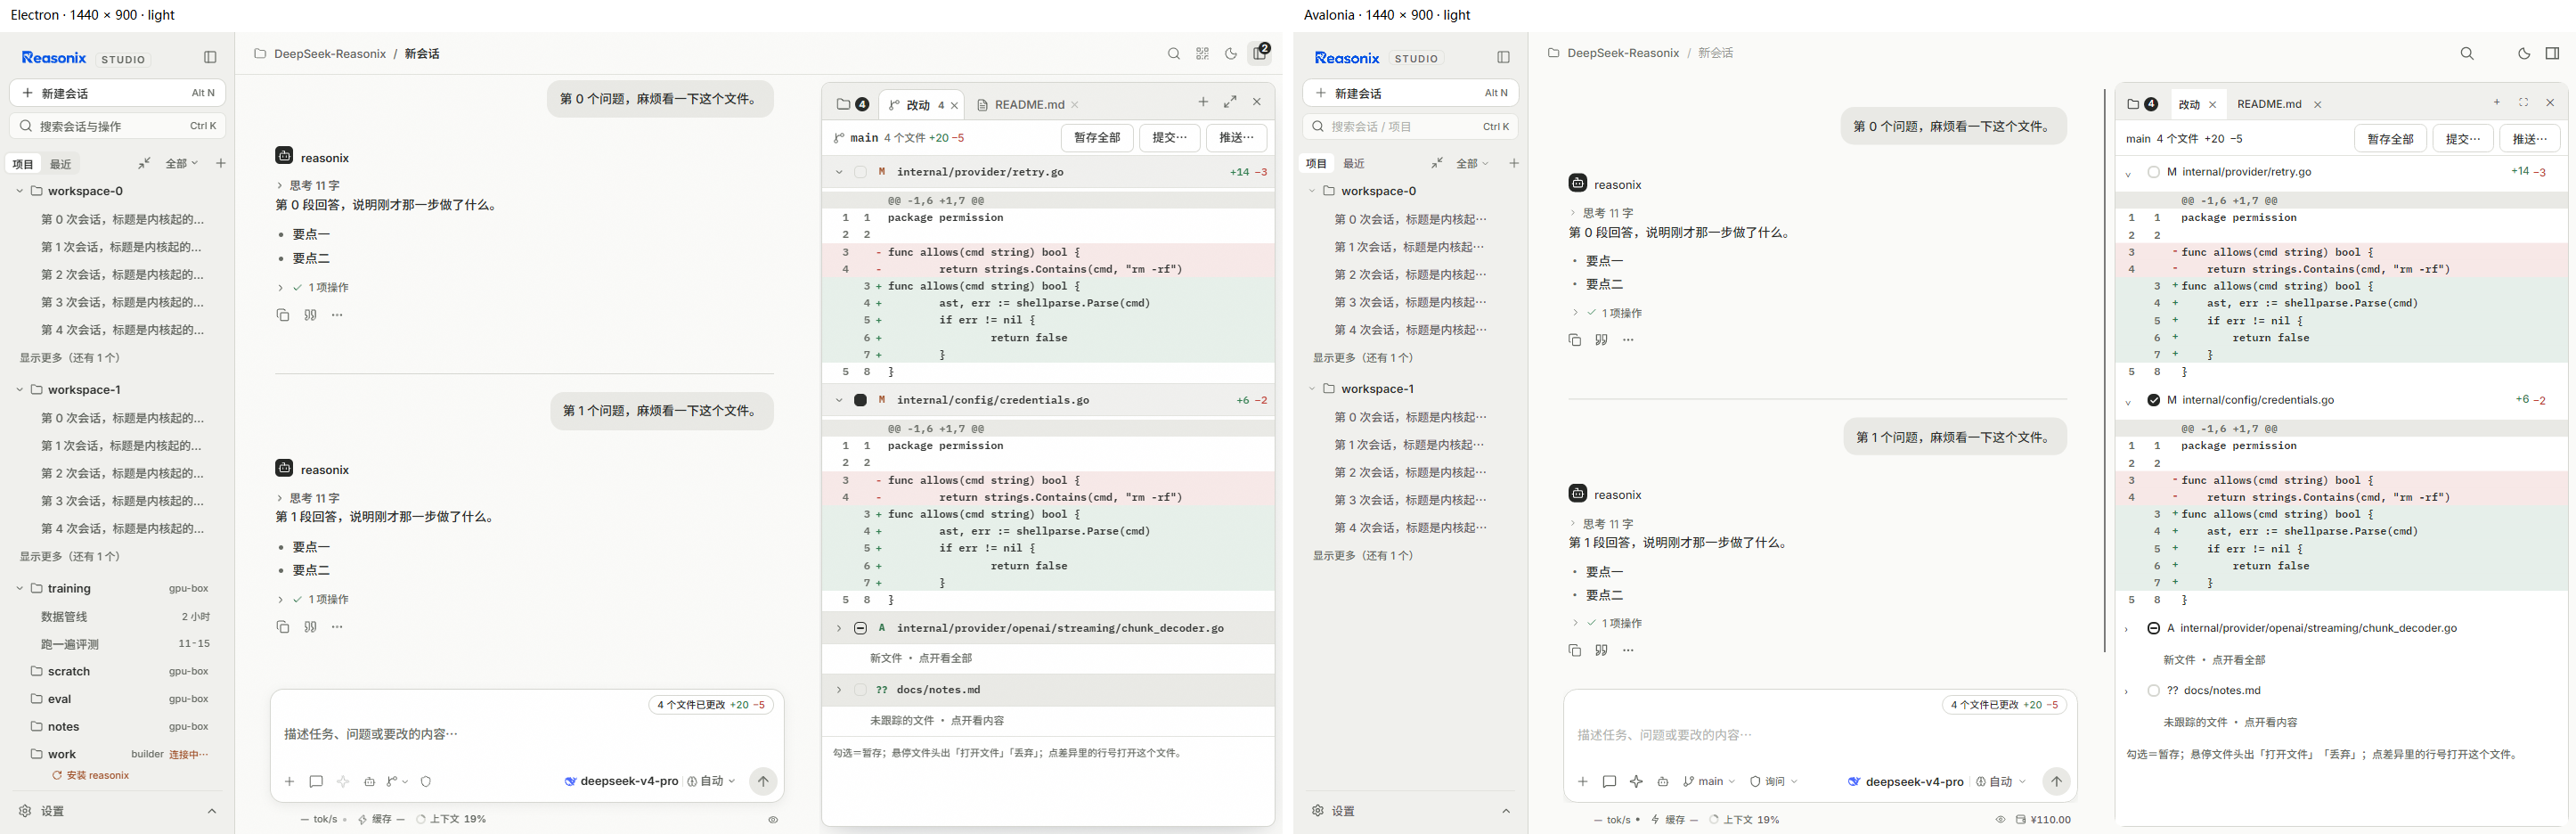 Electron · 1440 × 900 · light
Reasonix STUDIO
新建会话 Alt N
搜索会话与操作 Ctrl K
项目 最近 全部
workspace-0
第 0 次会话，标题是内核起的...
第 1 次会话，标题是内核起的...
第 2 次会话，标题是内核起的...
第 3 次会话，标题是内核起的...
第 4 次会话，标题是内核起的...
显示更多（还有 1 个）
workspace-1
第 0 次会话，标题是内核起的...
第 1 次会话，标题是内核起的...
第 2 次会话，标题是内核起的...
第 3 次会话，标题是内核起的...
第 4 次会话，标题是内核起的...
显示更多（还有 1 个）
training gpu-box
数据管线 2 小时
跑一遍评测 11-15
scratch gpu-box
eval gpu-box
notes gpu-box
work builder 连接中···
安装 reasonix
设置
DeepSeek-Reasonix / 新会话
2
第 0 个问题，麻烦看一下这个文件。
reasonix
思考 11 字
第 0 段回答，说明刚才那一步做了什么。
• 要点一
• 要点二
1 项操作
第 1 个问题，麻烦看一下这个文件。
reasonix
思考 11 字
第 1 段回答，说明刚才那一步做了什么。
• 要点一
• 要点二
1 项操作
4 个文件已更改 +20 −5
描述任务、问题或要改的内容···
deepseek-v4-pro 自动
— tok/s • 缓存 — 上下文 19%
4 改动 4 × README.md ×
main 4 个文件 +20 −5 暂存全部 提交··· 推送···
M internal/provider/retry.go +14 −3
@@ -1,6 +1,7 @@
1 1 package permission
2 2
3 - func allows(cmd string) bool {
4 - return strings.Contains(cmd, "rm -rf")
3 + func allows(cmd string) bool {
4 + ast, err := shellparse.Parse(cmd)
5 + if err != nil {
6 + return false
7 + }
5 8 }
M internal/config/credentials.go +6 −2
@@ -1,6 +1,7 @@
1 1 package permission
2 2
3 - func allows(cmd string) bool {
4 - return strings.Contains(cmd, "rm -rf")
3 + func allows(cmd string) bool {
4 + ast, err := shellparse.Parse(cmd)
5 + if err != nil {
6 + return false
7 + }
5 8 }
A internal/provider/openai/streaming/chunk_decoder.go
新文件 • 点开看全部
?? docs/notes.md
未跟踪的文件 • 点开看内容
勾选＝暂存；悬停文件头出「打开文件」「丢弃」；点差异里的行号打开这个文件。
Avalonia · 1440 × 900 · light
Reasonix STUDIO
新建会话 Alt N
搜索会话 / 项目 Ctrl K
项目 最近 全部
workspace-0
第 0 次会话，标题是内核起···
第 1 次会话，标题是内核起···
第 2 次会话，标题是内核起···
第 3 次会话，标题是内核起···
第 4 次会话，标题是内核起···
显示更多（还有 1 个）
workspace-1
第 0 次会话，标题是内核起···
第 1 次会话，标题是内核起···
第 2 次会话，标题是内核起···
第 3 次会话，标题是内核起···
第 4 次会话，标题是内核起···
显示更多（还有 1 个）
设置
DeepSeek-Reasonix / 新会话
第 0 个问题，麻烦看一下这个文件。
reasonix
思考 11 字
第 0 段回答，说明刚才那一步做了什么。
• 要点一
• 要点二
1 项操作
第 1 个问题，麻烦看一下这个文件。
reasonix
思考 11 字
第 1 段回答，说明刚才那一步做了什么。
• 要点一
• 要点二
1 项操作
4 个文件已更改 +20 −5
描述任务、问题或要改的内容···
main 询问 deepseek-v4-pro 自动
— tok/s • 缓存 — 上下文 19% ¥110.00
4 改动 × README.md ×
main 4 个文件 +20 −5 暂存全部 提交··· 推送···
M internal/provider/retry.go +14 −3
@@ -1,6 +1,7 @@
1 1 package permission
2 2
3 - func allows(cmd string) bool {
4 - return strings.Contains(cmd, "rm -rf")
3 + func allows(cmd string) bool {
4 + ast, err := shellparse.Parse(cmd)
5 + if err != nil {
6 + return false
7 + }
5 8 }
M internal/config/credentials.go +6 −2
@@ -1,6 +1,7 @@
1 1 package permission
2 2
3 - func allows(cmd string) bool {
4 - return strings.Contains(cmd, "rm -rf")
3 + func allows(cmd string) bool {
4 + ast, err := shellparse.Parse(cmd)
5 + if err != nil {
6 + return false
7 + }
5 8 }
A internal/provider/openai/streaming/chunk_decoder.go
新文件 • 点开看全部
?? docs/notes.md
未跟踪的文件 • 点开看内容
勾选＝暂存；悬停文件头出「打开文件」「丢弃」；点差异里的行号打开这个文件。